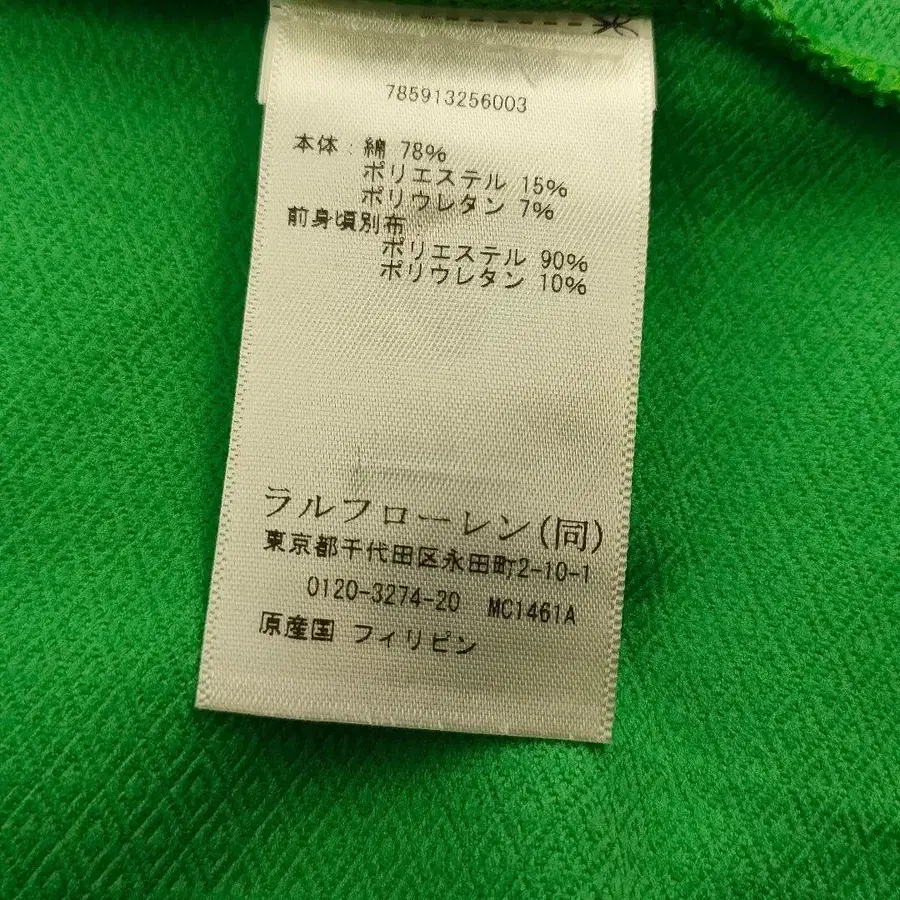 785913256003
本体：綿 78%
ポリエステル 15%
ポリウレタン 7%
前身頃別布
ポリエステル 90%
ポリウレタン 10%
ラルフローレン(同)
東京都千代田区永田町2-10-1
0120-3274-20 MC1461A
原産国 フィリピン